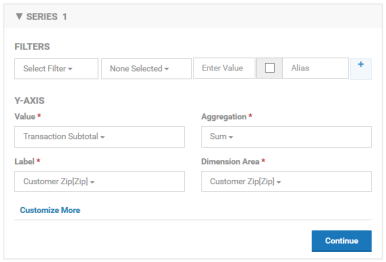 ▼ SERIES 1
FILTERS
Select Filter None Selected Enter Value Alias +
Y-AXIS
Value * Aggregation *
Transaction Subtotal Sum
Label * Dimension Area *
Customer Zip[Zip] Customer Zip[Zip]
Customize More
Continue